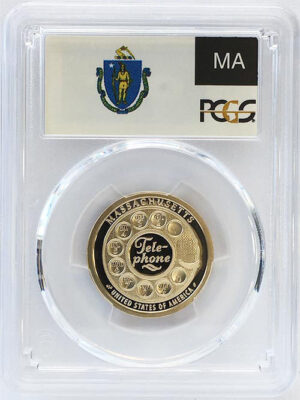 MA
PCGS
MASSACHUSETTS
Tele-
phone
UNITED STATES OF AMERICA